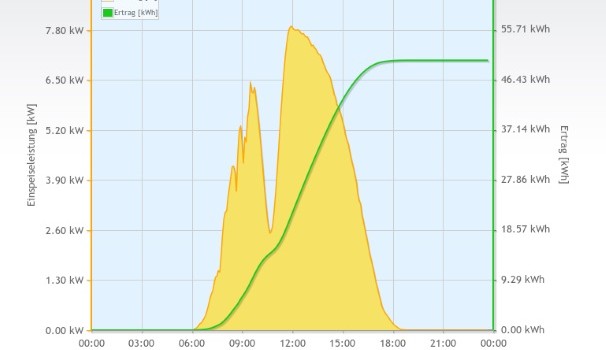 Ertrag [kWh]
7.80 kW
6.50 kW
5.20 kW
3.90 kW
2.60 kW
1.30 kW
0.00 kW
Einspeiseleistung [kW]
55.71 kWh
46.43 kWh
37.14 kWh
27.86 kWh
18.57 kWh
9.29 kWh
0.00 kWh
Ertrag [kWh]
00:00 03:00 06:00 09:00 12:00 15:00 18:00 21:00 00:00